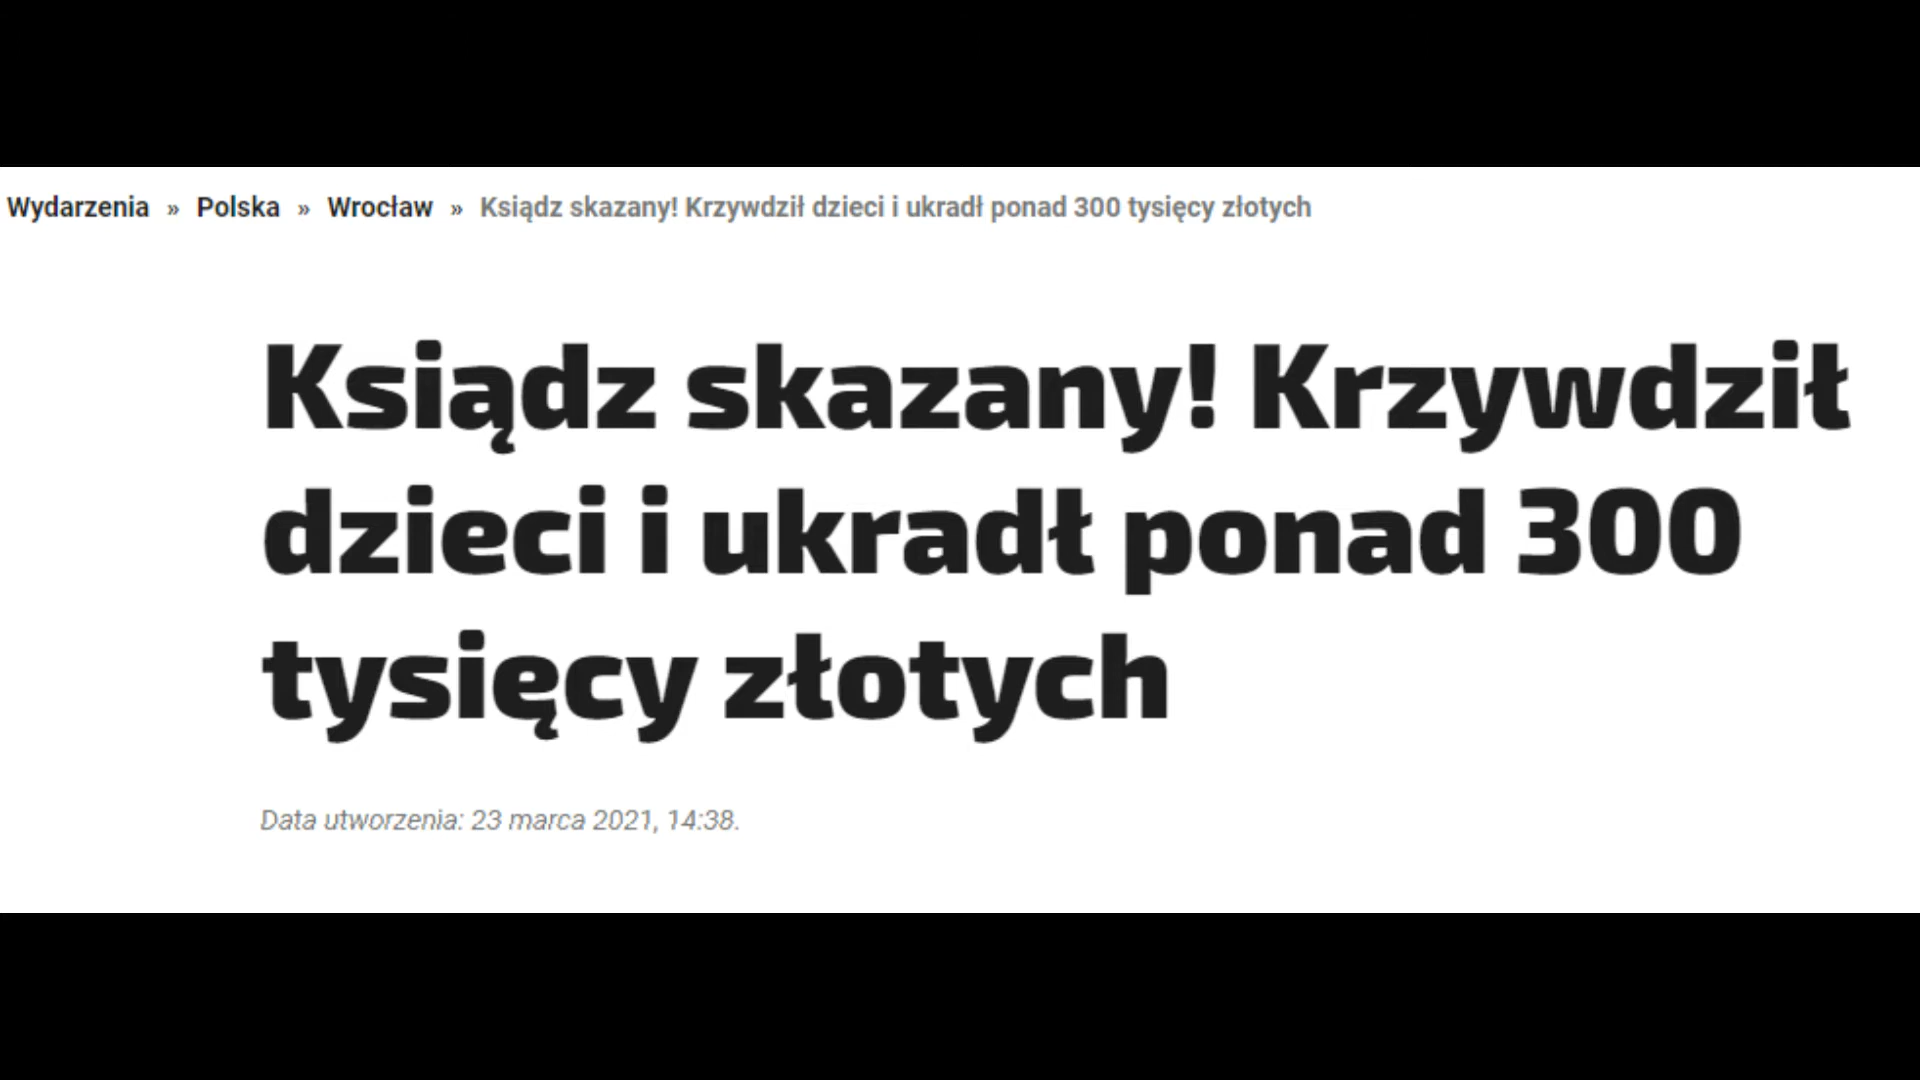 Wydarzenia » Polska » Wrocław » Ksiądz skazany! Krzywdził dzieci i ukradł ponad 300 tysięcy złotych
Ksiądz skazany! Krzywdził
dzieci i ukradł ponad 300
tysięcy złotych
Data utworzenia: 23 marca 2021, 14:38.